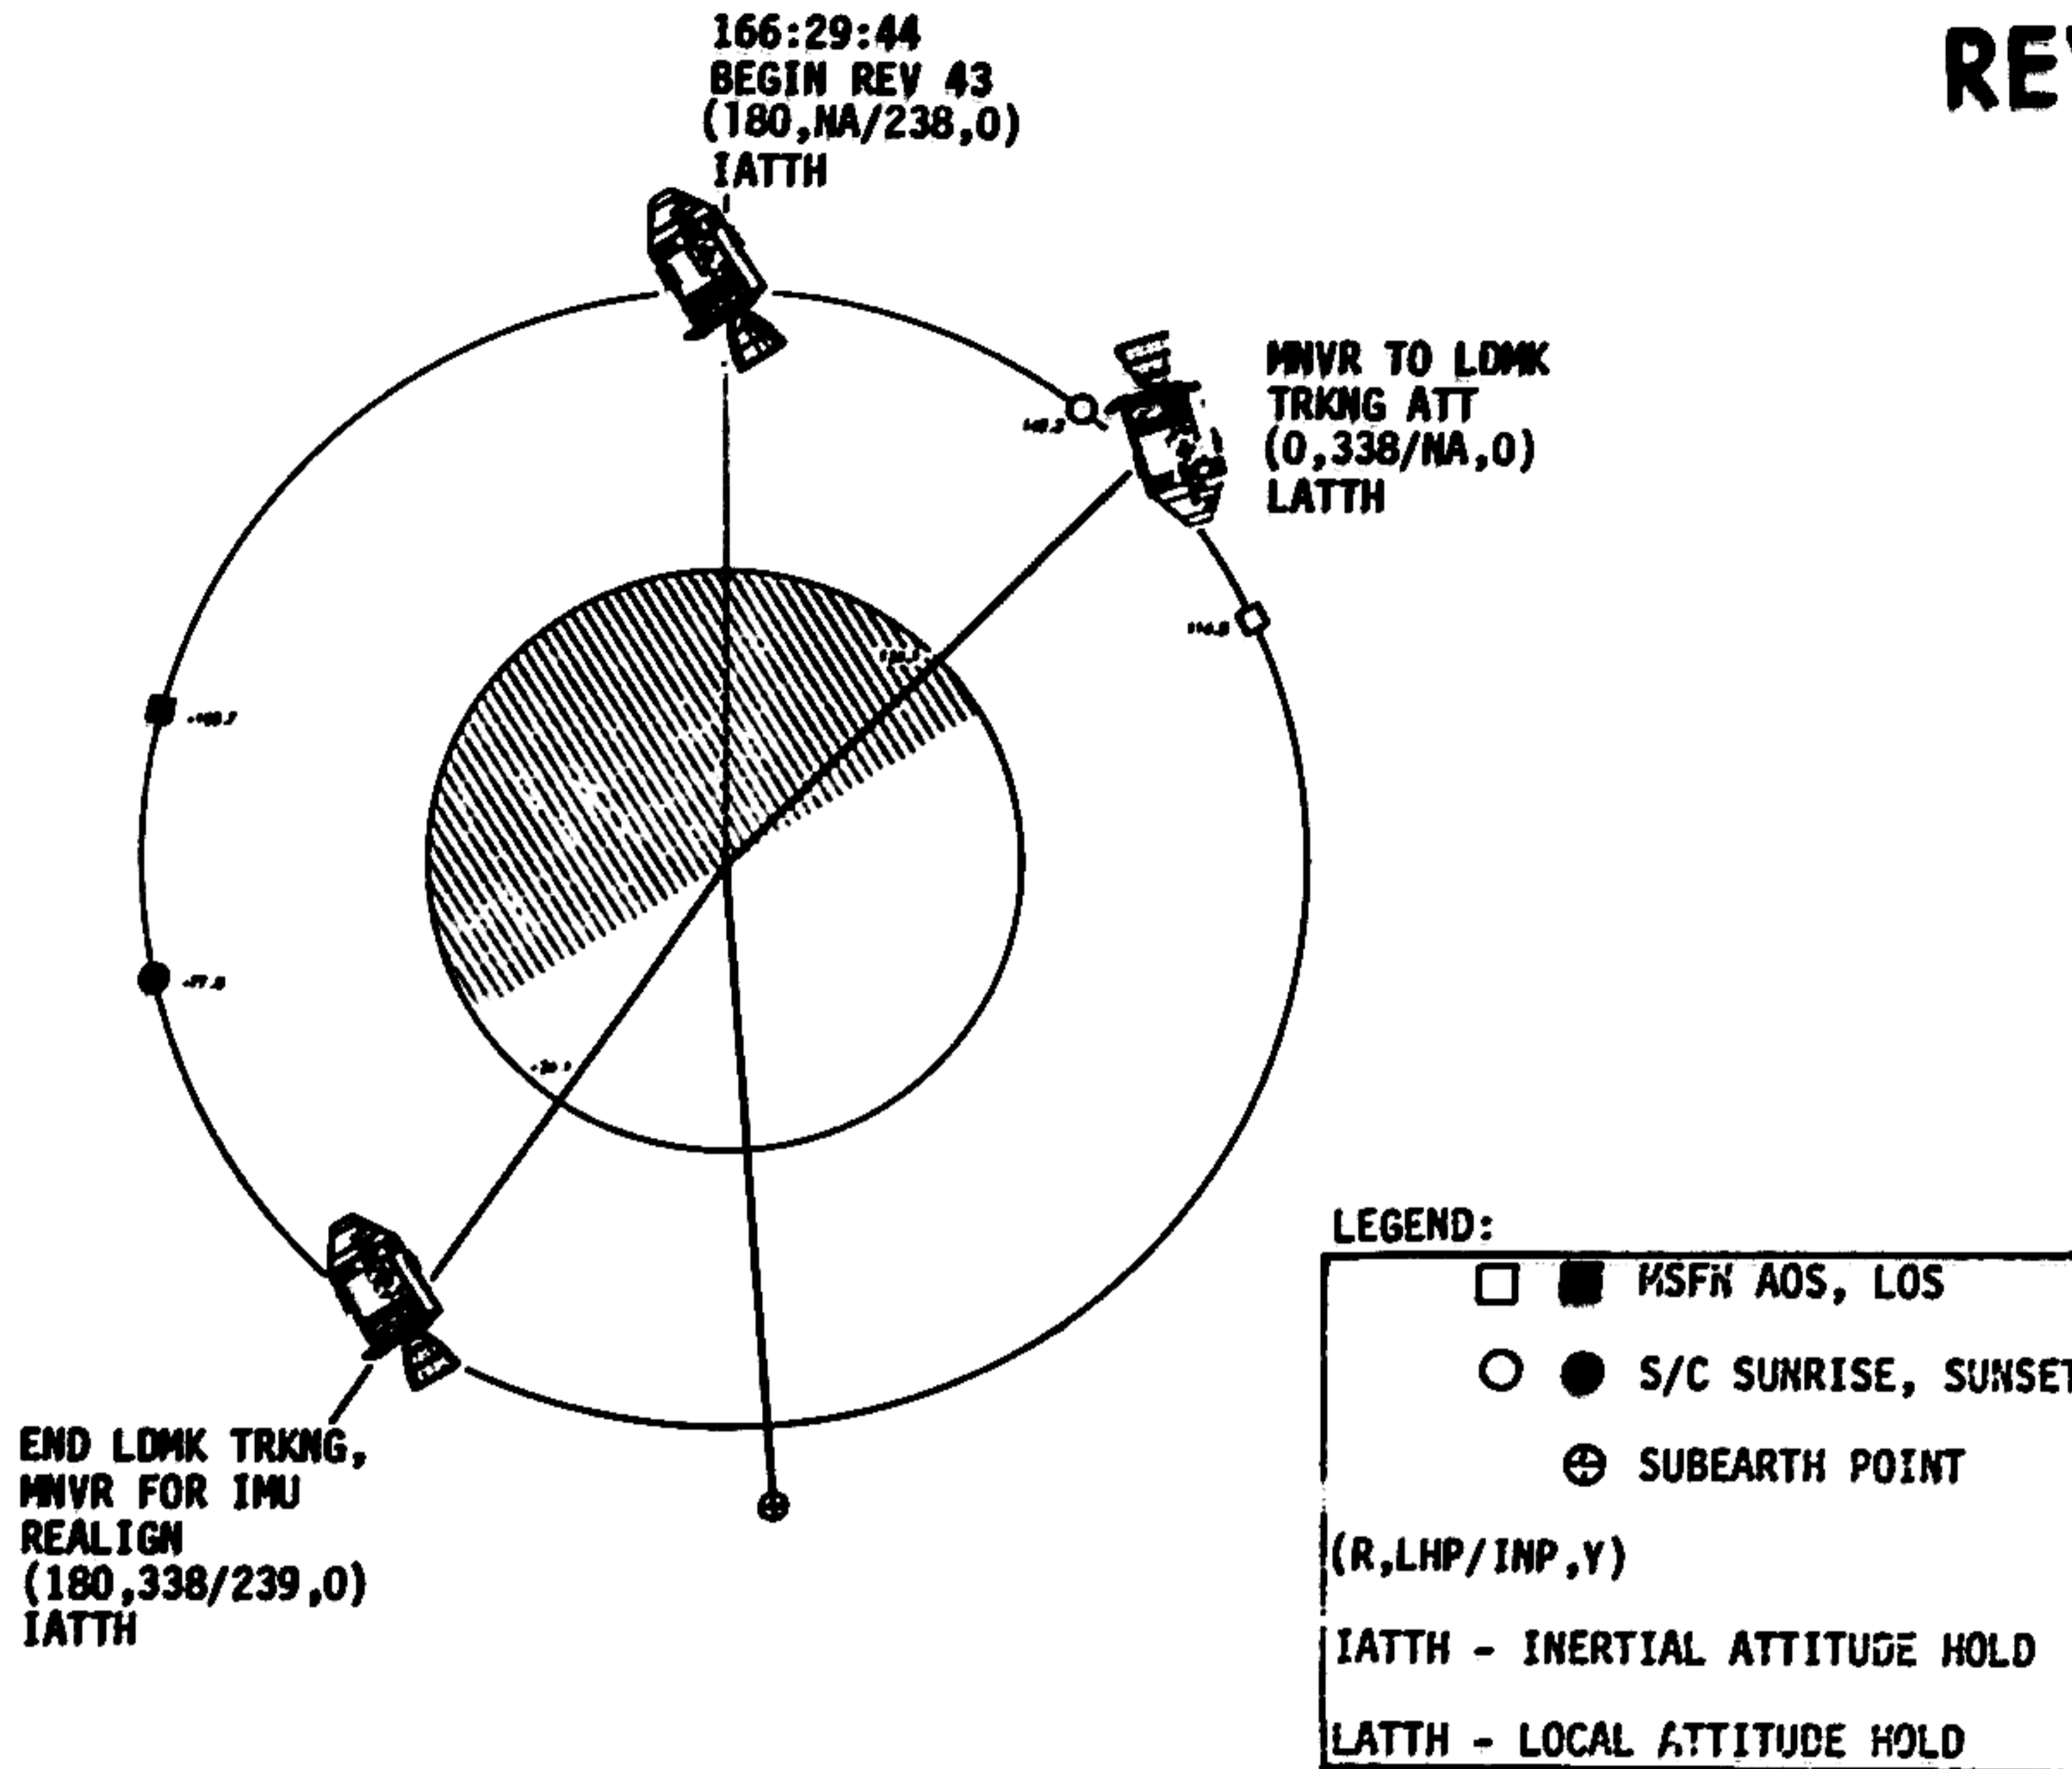 166:29:44
BEGIN REV 43
(180,NA/238,0)
IATTH
MNVR TO LDMK
TRKNG ATT
(0,338/NA,0)
LATTH
END LDMK TRKNG,
MNVR FOR IMU
REALIGN
(180,338/239,0)
IATTH
LEGEND:
MSFN AOS, LOS
S/C SUNRISE, SUNSET
SUBEARTH POINT
(R,LHP/INP,Y)
IATTH - INERTIAL ATTITUDE HOLD
LATTH - LOCAL ATTITUDE HOLD